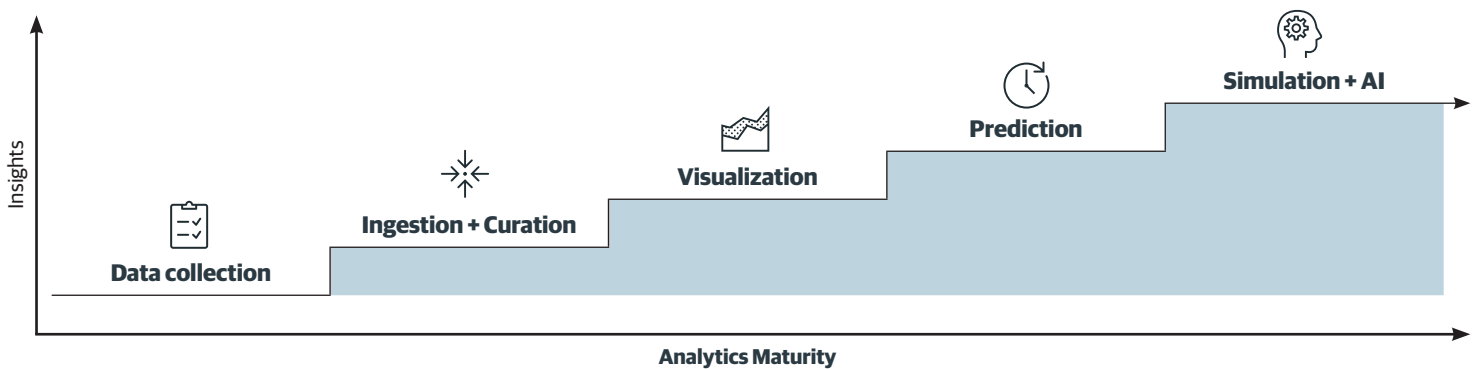 Insights
Data collection
Ingestion + Curation
Visualization
Prediction
Simulation + AI
Analytics Maturity